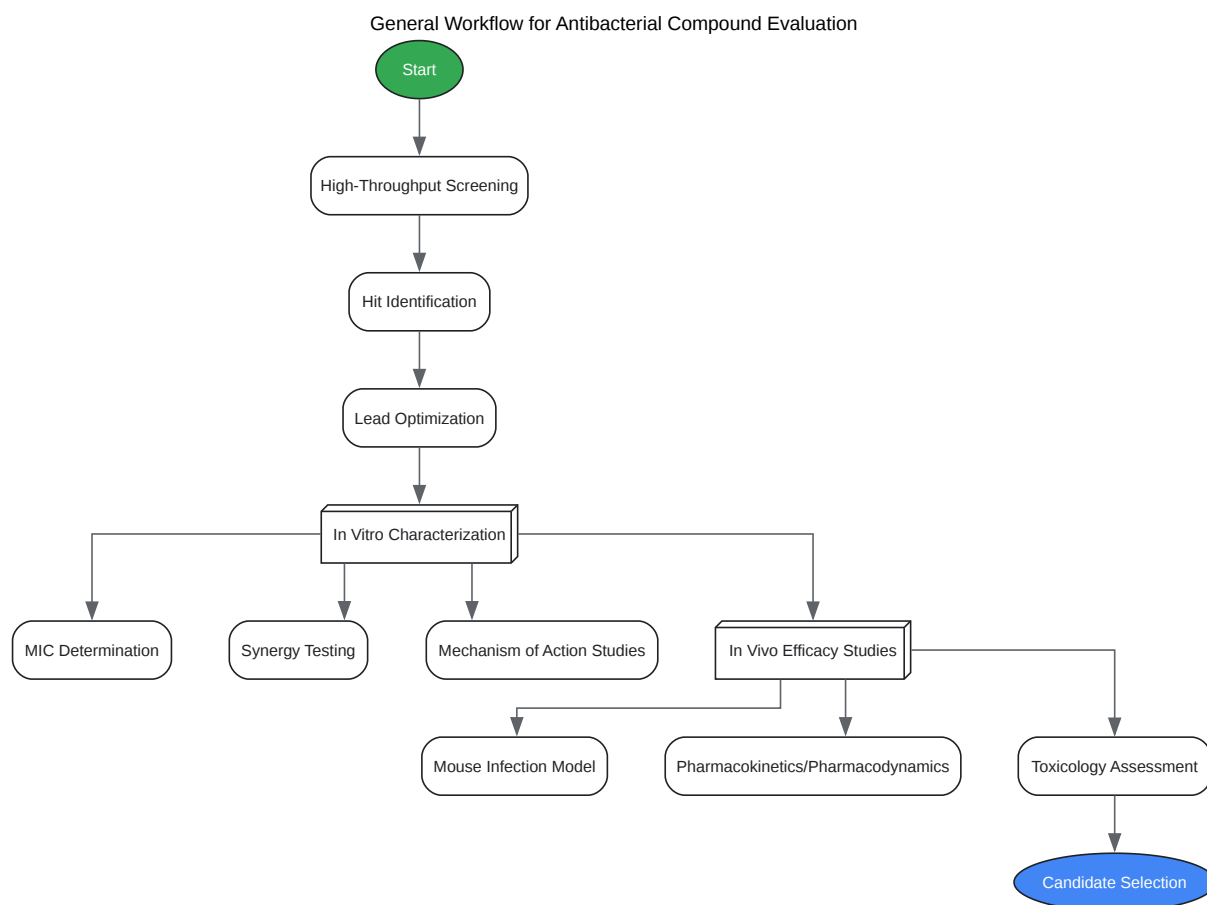 General Workflow for Antibacterial Compound Evaluation
Start
High-Throughput Screening
Hit Identification
Lead Optimization
In Vitro Characterization
MIC Determination
Synergy Testing
Mechanism of Action Studies
In Vivo Efficacy Studies
Mouse Infection Model
Pharmacokinetics/Pharmacodynamics
Toxicology Assessment
Candidate Selection